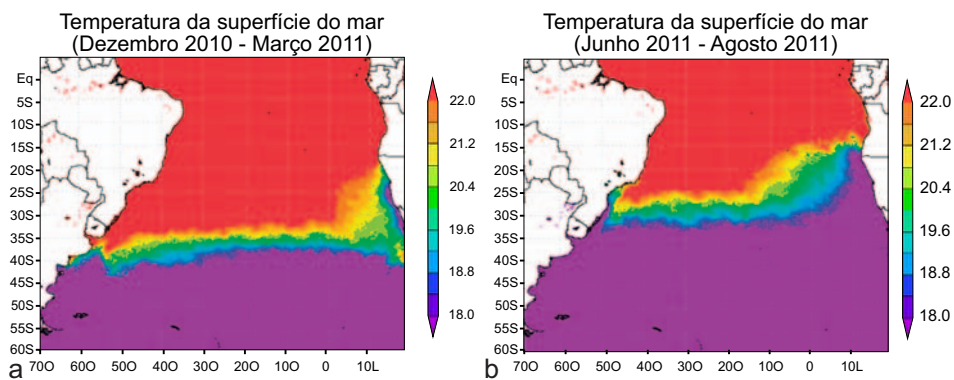 Temperatura da superfície do mar
(Dezembro 2010 - Março 2011)
Eq
5S
10S
15S
20S
25S
30S
35S
40S
45S
50S
55S
60S
70O 60O 50O 40O 30O 20O 10O 0 10L
22.0
21.2
20.4
19.6
18.8
18.0
a
Temperatura da superfície do mar
(Junho 2011 - Agosto 2011)
Eq
5S
10S
15S
20S
25S
30S
35S
40S
45S
50S
55S
60S
70O 60O 50O 40O 30O 200 100 0 10L
22.0
21.2
20.4
19.6
18.8
18.0
b